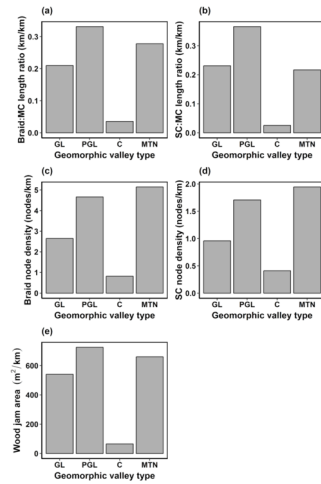 (a)
Braid:MC length ratio (km/km)
0.3
0.2
0.1
0.0
GL PGL C MTN
Geomorphic valley type
(b)
SC:MC length ratio (km/km)
0.3
0.2
0.1
0.0
GL PGL C MTN
Geomorphic valley type
(c)
Braid node density (nodes/km)
5
4
3
2
1
0
GL PGL C MTN
Geomorphic valley type
(d)
SC node density (nodes/km)
2.0
1.5
1.0
0.5
0.0
GL PGL C MTN
Geomorphic valley type
(e)
Wood jam area (m²/km)
600
400
200
0
GL PGL C MTN
Geomorphic valley type